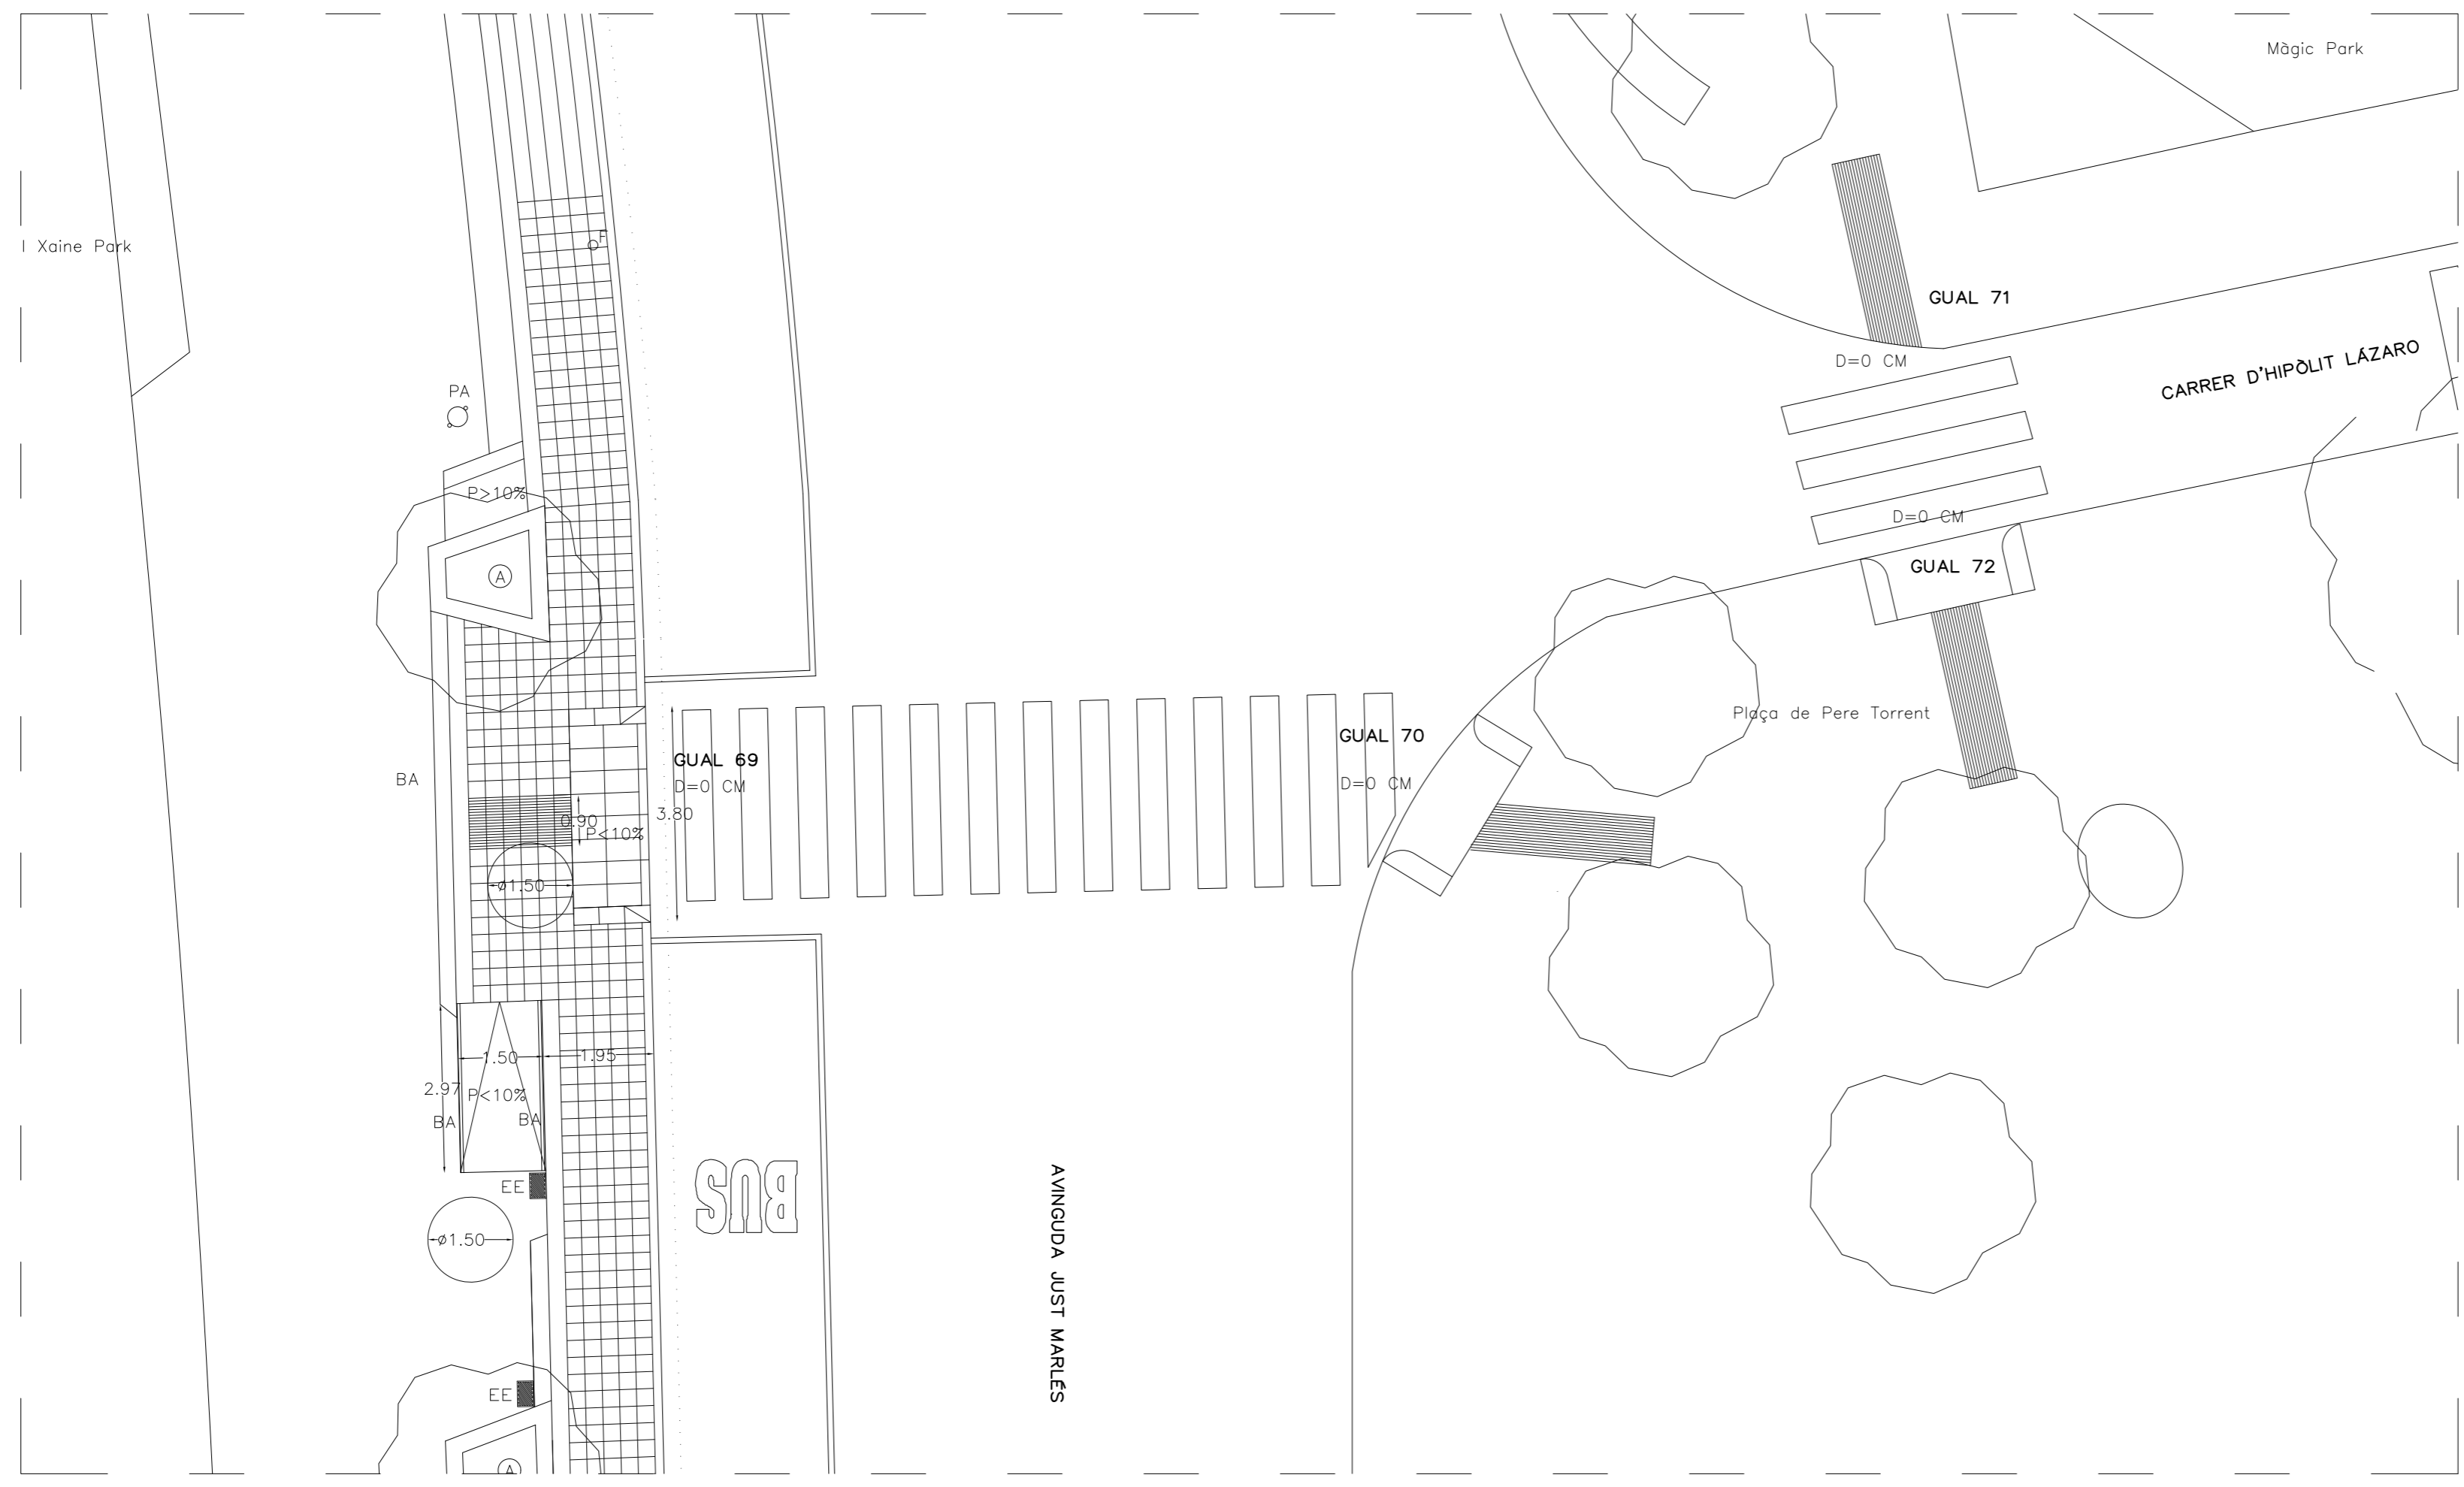 Màgic Park
l Xaine Park
F
GUAL 71
D=0 CM
CARRER D'HIPÒLIT LÁZARO
PA
P>10%
D=0 CM
GUAL 72
A
Plaça de Pere Torrent
GUAL 70
GUAL 69
BA
D=0 CM
D=0 CM
3.80
0.90
P<10%
ø1.50
1.50
1.95
2.97
P<10%
BA
BA
EE
BUS
AVINGUDA JUST MARLÉS
ø1.50
EE
A